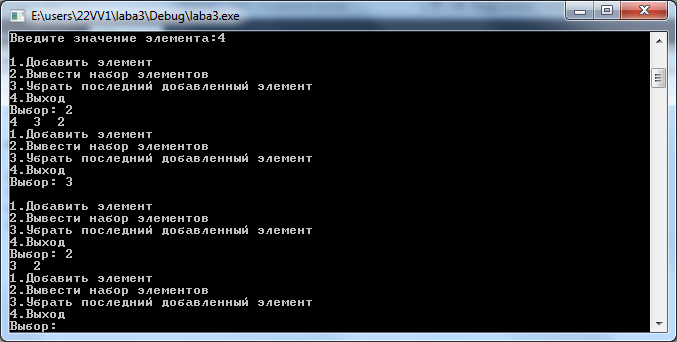 E:\users\22VV1\laba3\Debug\laba3.exe
Введите значение элемента:4
1.Добавить элемент
2.Вывести набор элементов
3.Убрать последний добавленный элемент
4.Выход
Выбор: 2
4  3  2
1.Добавить элемент
2.Вывести набор элементов
3.Убрать последний добавленный элемент
4.Выход
Выбор: 3
1.Добавить элемент
2.Вывести набор элементов
3.Убрать последний добавленный элемент
4.Выход
Выбор: 2
3  2
1.Добавить элемент
2.Вывести набор элементов
3.Убрать последний добавленный элемент
4.Выход
Выбор: